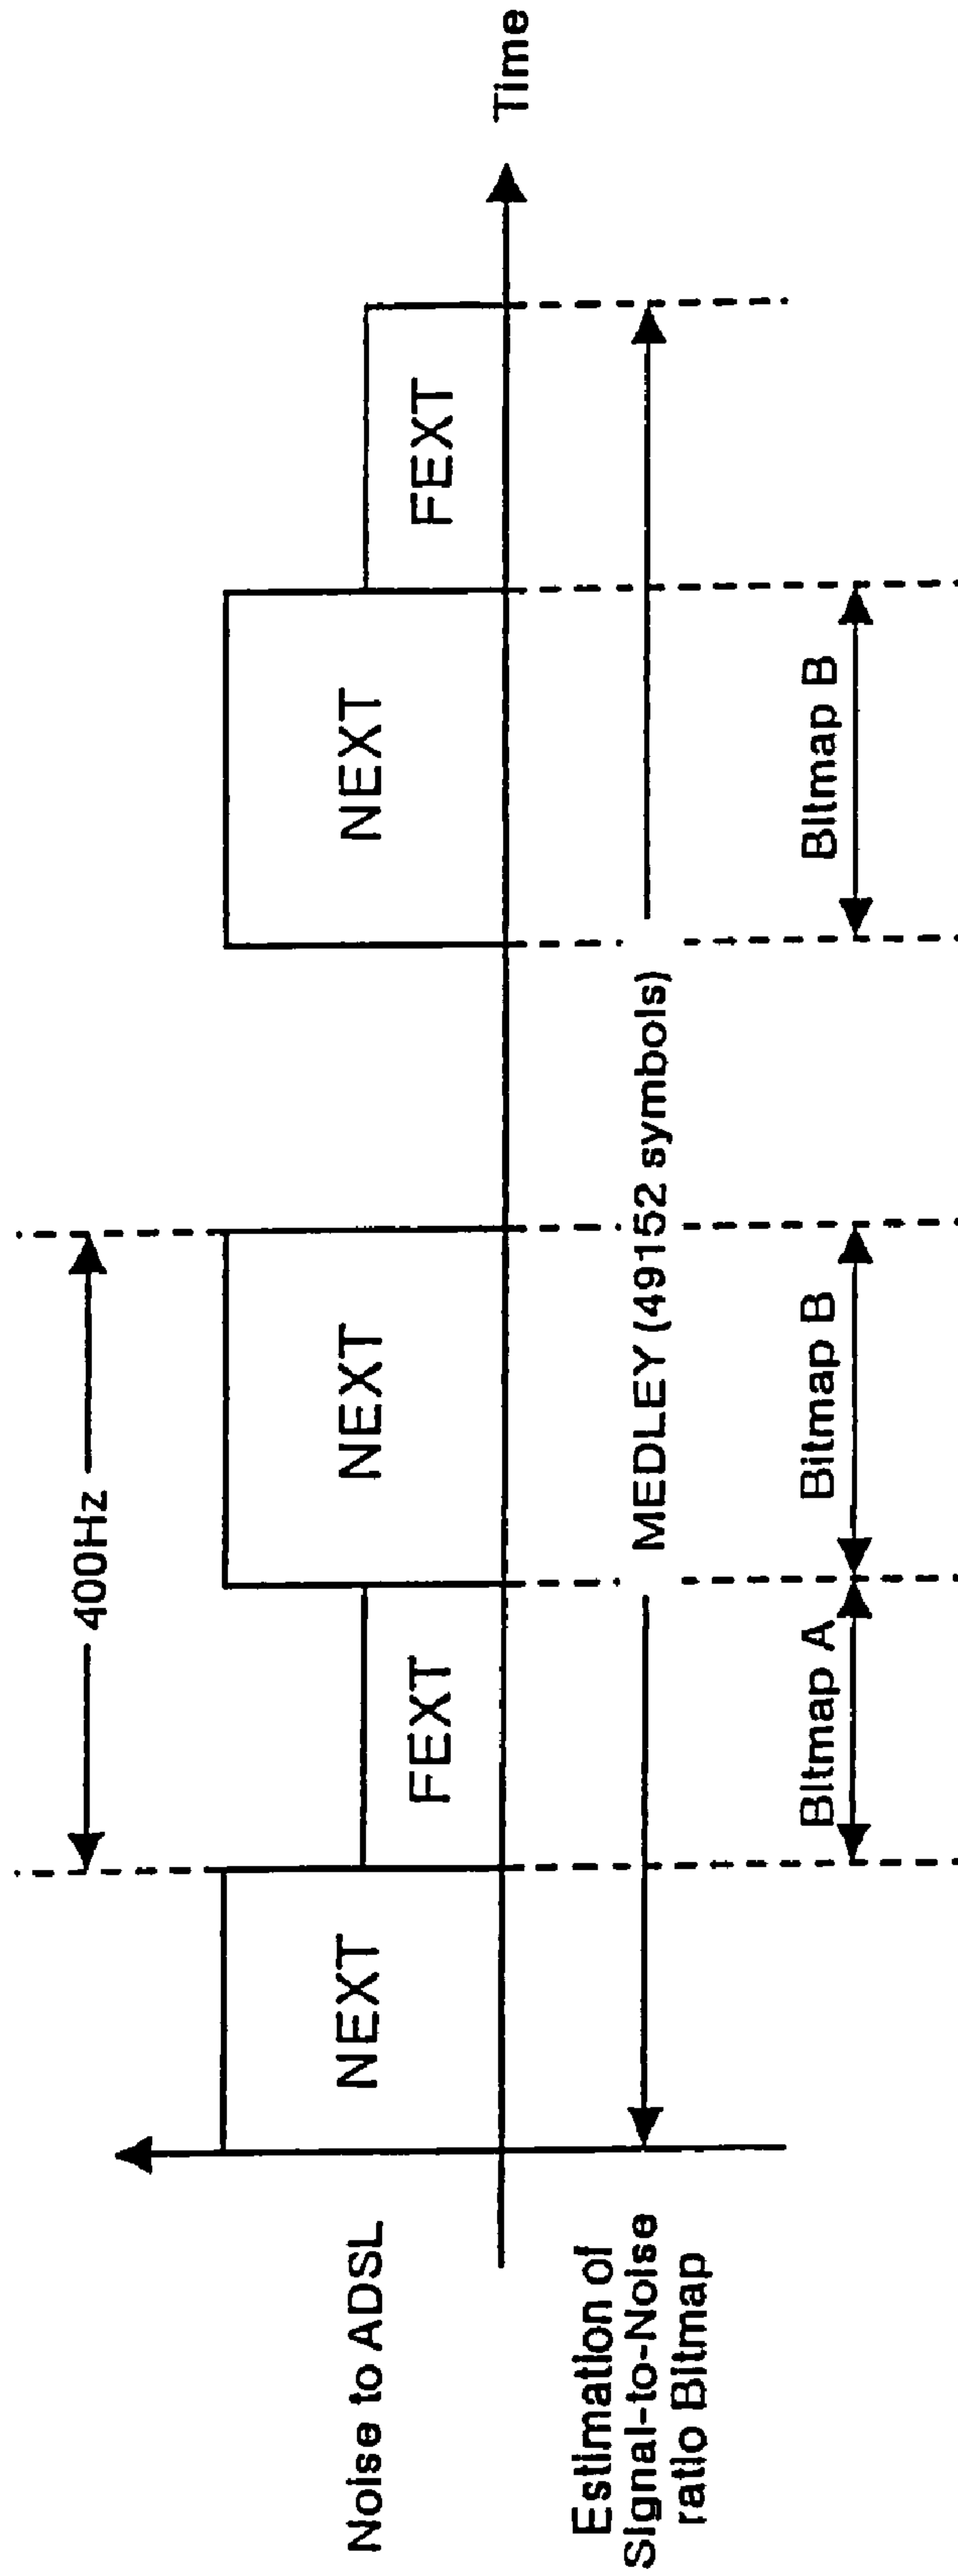 400Hz
Noise to ADSL
NEXT
FEXT
NEXT
NEXT
FEXT
Time
Estimation of
Signal-to-Noise
ratio Bitmap
MEDLEY (49152 symbols)
Bitmap A
Bitmap B
Bitmap B